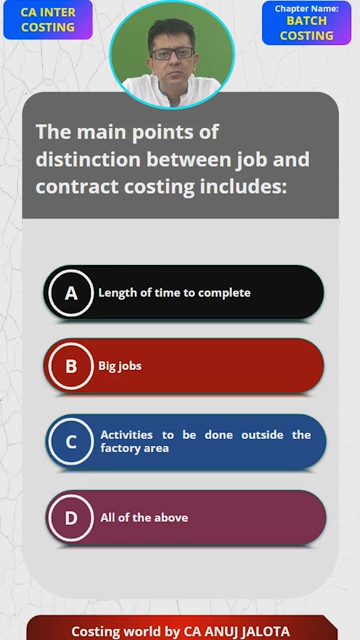 CA INTER
COSTING
Chapter Name:
BATCH
COSTING
The main points of
distinction between job and
contract costing includes:
A Length of time to complete
B Big jobs
C Activities to be done outside the
factory area
D All of the above
Costing world by CA ANUJ JALOTA